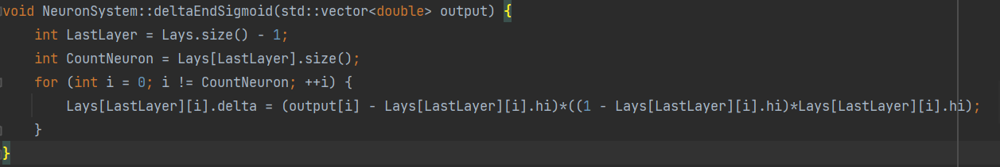 void NeuronSystem::deltaEndSigmoid(std::vector<double> output) {
    int LastLayer = Lays.size() - 1;
    int CountNeuron = Lays[LastLayer].size();
    for (int i = 0; i != CountNeuron; ++i) {
        Lays[LastLayer][i].delta = (output[i] - Lays[LastLayer][i].hi)*((1 - Lays[LastLayer][i].hi)*Lays[LastLayer][i].hi);
    }
}